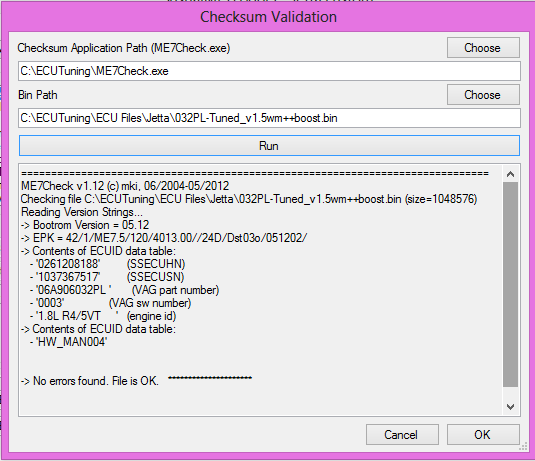 Checksum Validation
Checksum Application Path (ME7Check.exe)
Choose
C:\ECUTuning\ME7Check.exe
Bin Path
Choose
C:\ECUTuning\ECU Files\Jetta\032PL-Tuned_v1.5wm++boost.bin
Run
================================================================================
ME7Check v1.12 (c) mki, 06/2004-05/2012
Checking file C:\ECUTuning\ECU Files\Jetta\032PL-Tuned_v1.5wm++boost.bin (size=1048576)
Reading Version Strings...
-> Bootrom Version = 05.12
-> EPK = 42/1/ME7.5/120/4013.00//24D/Dst03o/051202/
-> Contents of ECUID data table:
- '0261208188' (SSECUHN)
- '1037367517' (SSECUSN)
- '06A906032PL ' (VAG part number)
- '0003' (VAG sw number)
- '1.8L R4/5VT ' (engine id)
-> Contents of ECUID data table:
- 'HW_MAN004'
-> No errors found. File is OK. *********************
Cancel
OK